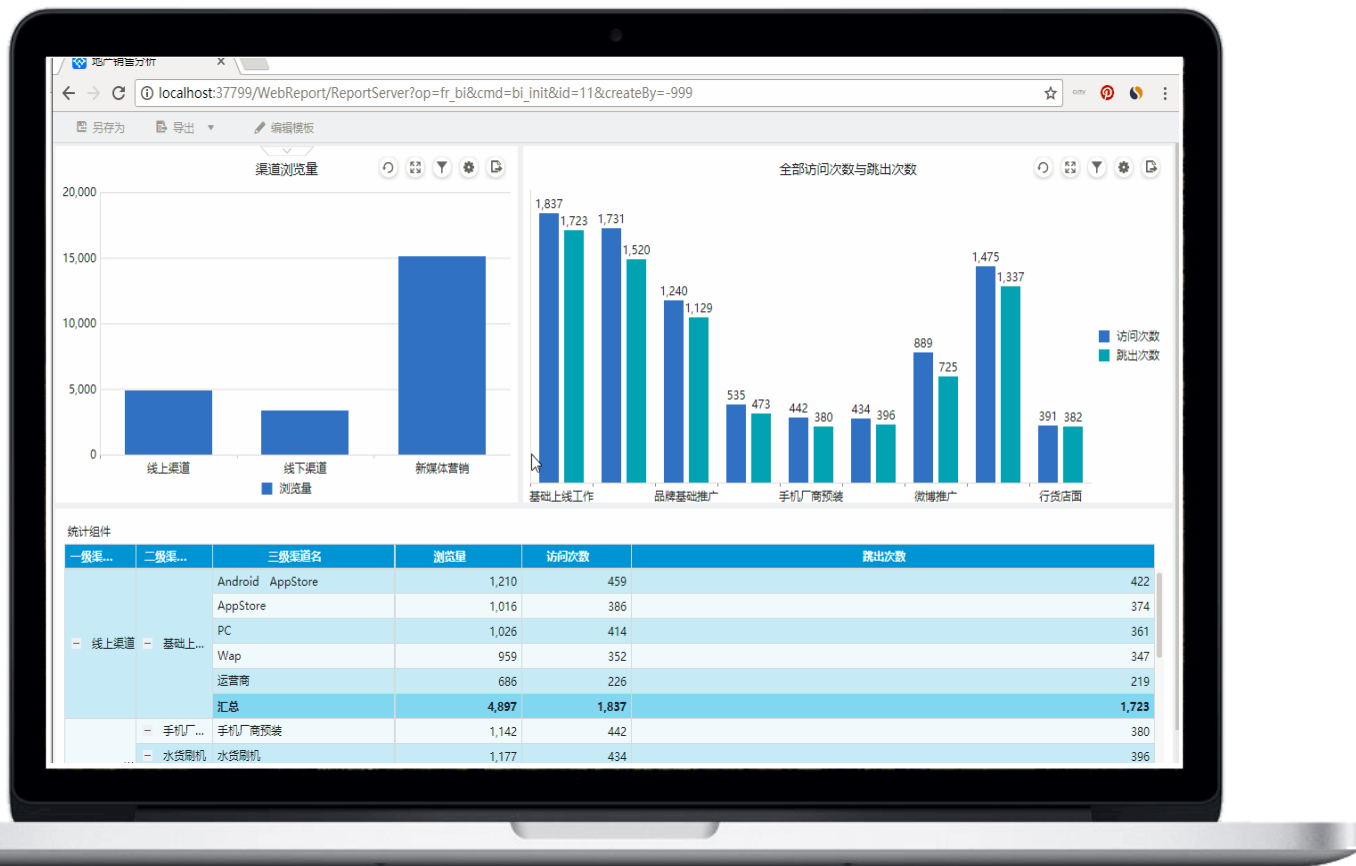 地产销售分析
localhost:37799/WebReport/ReportServer?op=fr_bi&cmd=bi_init&id=11&createBy=-999
另存为 导出 编辑模板
渠道浏览量
20,000
15,000
10,000
5,000
0
线上渠道 线下渠道 新媒体营销
浏览量
全部访问次数与跳出次数
1,837 1,723 1,731 1,520 1,240 1,129 535 473 442 380 434 396 889 725 1,475 1,337 391 382
访问次数
跳出次数
基础上线工作 品牌基础推广 手机厂商预装 微博推广 行货店面
统计组件
一级渠... 二级渠... 三级渠道名 浏览量 访问次数 跳出次数
Android AppStore 1,210 459 422
AppStore 1,016 386 374
PC 1,026 414 361
线上渠道 基础上...
Wap 959 352 347
运营商 686 226 219
汇总 4,897 1,837 1,723
手机厂... 手机厂商预装 1,142 442 380
水货刷机 水货刷机 1,177 434 396